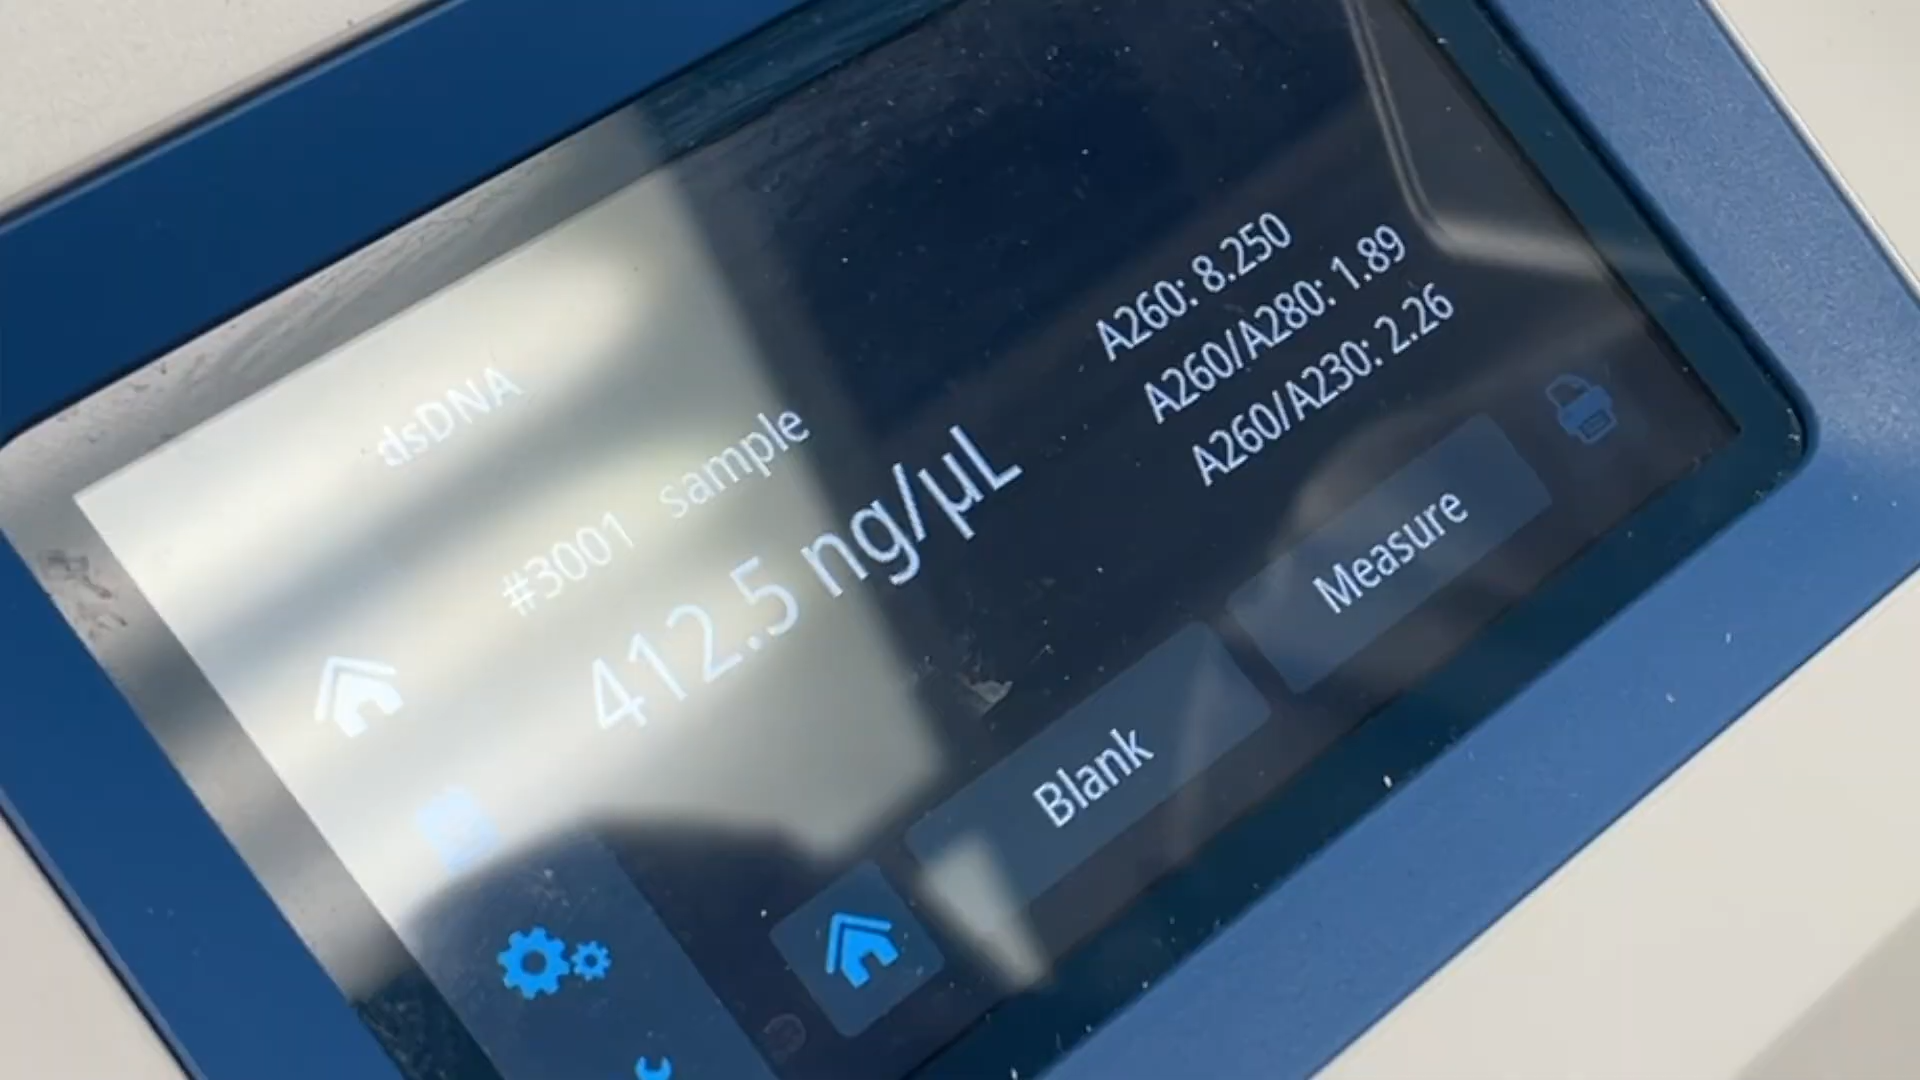 dsDNA
#3001 sample
412.5 ng/µL
A260: 8.250
A260/A280: 1.89
A260/A230: 2.26
Blank
Measure